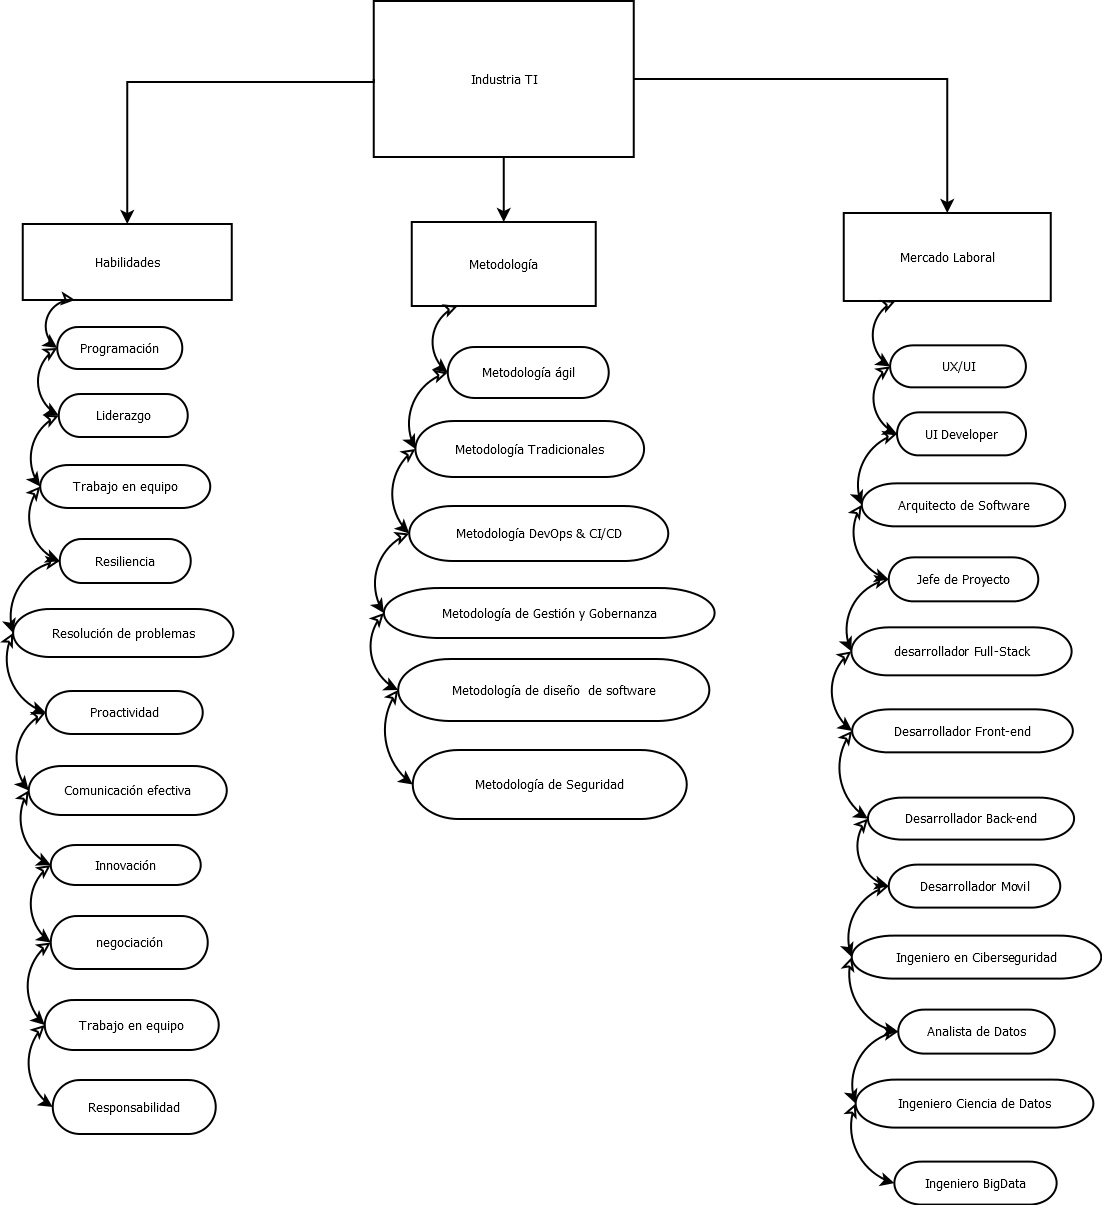 Industria TI
Habilidades
Programación
Liderazgo
Trabajo en equipo
Resiliencia
Resolución de problemas
Proactividad
Comunicación efectiva
Innovación
negociación
Trabajo en equipo
Responsabilidad
Metodología
Metodología ágil
Metodología Tradicionales
Metodología DevOps & CI/CD
Metodología de Gestión y Gobernanza
Metodología de diseño  de software
Metodología de Seguridad
Mercado Laboral
UX/UI
UI Developer
Arquitecto de Software
Jefe de Proyecto
desarrollador Full-Stack
Desarrollador Front-end
Desarrollador Back-end
Desarrollador Movil
Ingeniero en Ciberseguridad
Analista de Datos
Ingeniero Ciencia de Datos
Ingeniero BigData